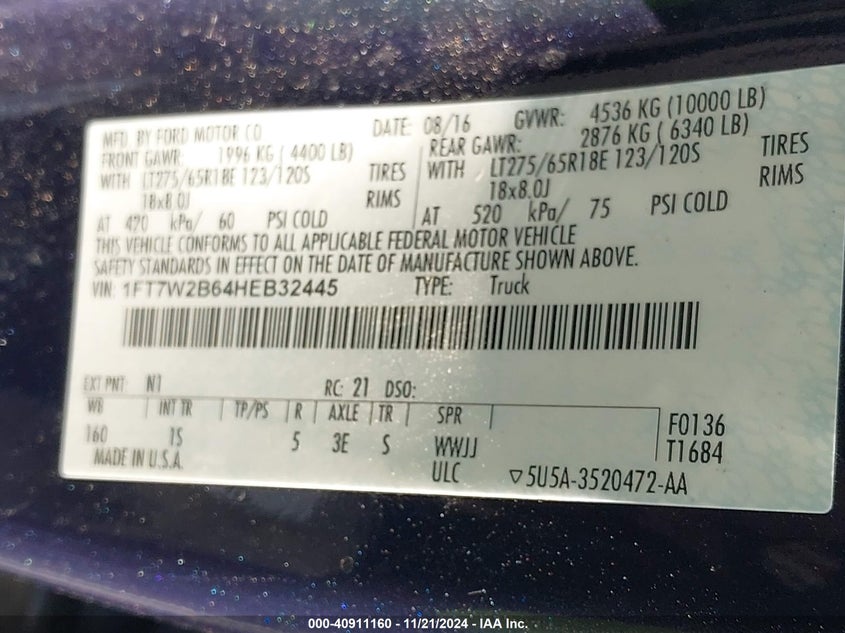 MFD. BY FORD MOTOR CO
DATE: 08/16
GVWR: 4536 KG (10000 LB)
FRONT GAWR: 1996 KG ( 4400 LB)
WITH LT275/65R18E 123/120S TIRES
18x8.0J RIMS
AT 420 kPa/ 60 PSI COLD
REAR GAWR: 2876 KG ( 6340 LB)
WITH LT275/65R18E 123/120S TIRES
18x8.0J RIMS
AT 520 kPa/ 75 PSI COLD
THIS VEHICLE CONFORMS TO ALL APPLICABLE FEDERAL MOTOR VEHICLE
SAFETY STANDARDS IN EFFECT ON THE DATE OF MANUFACTURE SHOWN ABOVE.
VIN: 1FT7W2B64HEB32445 TYPE: Truck
EXT PNT: N1 RC: 21 DSO:
WB INT TR TP/PS R AXLE TR SPR
160 1S 5 3E S WWJJ
ULC
F0136
T1684
MADE IN U.S.A.
▽5U5A-3520472-AA
000-40911160 - 11/21/2024 - IAA Inc.